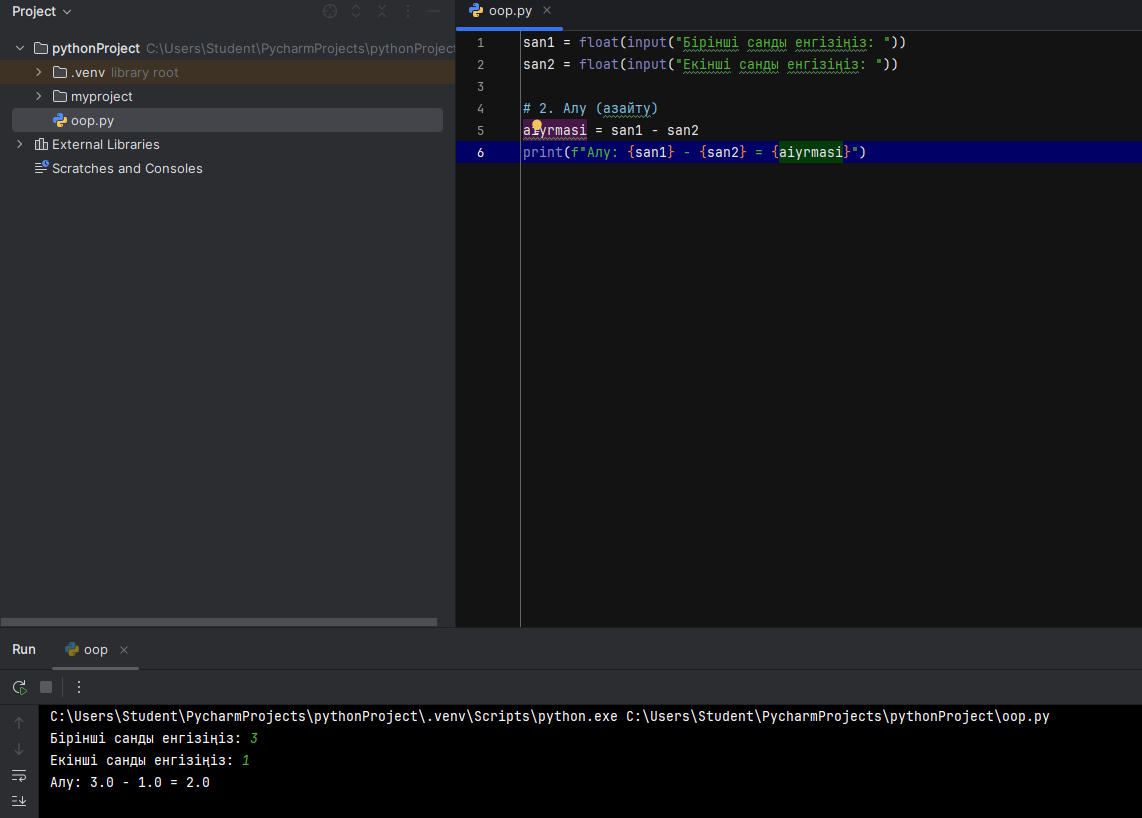 Project
oop.py
pythonProject C:\Users\Student\PycharmProjects\pythonProject
.venv library root
myproject
oop.py
External Libraries
Scratches and Consoles
1 san1 = float(input("Бірінші санды енгізіңіз: "))
2 san2 = float(input("Екінші санды енгізіңіз: "))
3
4 # 2. Алу (азайту)
5 aiyrmasi = san1 - san2
6 print(f"Алу: {san1} - {san2} = {aiyrmasi}")
Run oop
C:\Users\Student\PycharmProjects\pythonProject\.venv\Scripts\python.exe C:\Users\Student\PycharmProjects\pythonProject\oop.py
Бірінші санды енгізіңіз: 3
Екінші санды енгізіңіз: 1
Алу: 3.0 - 1.0 = 2.0